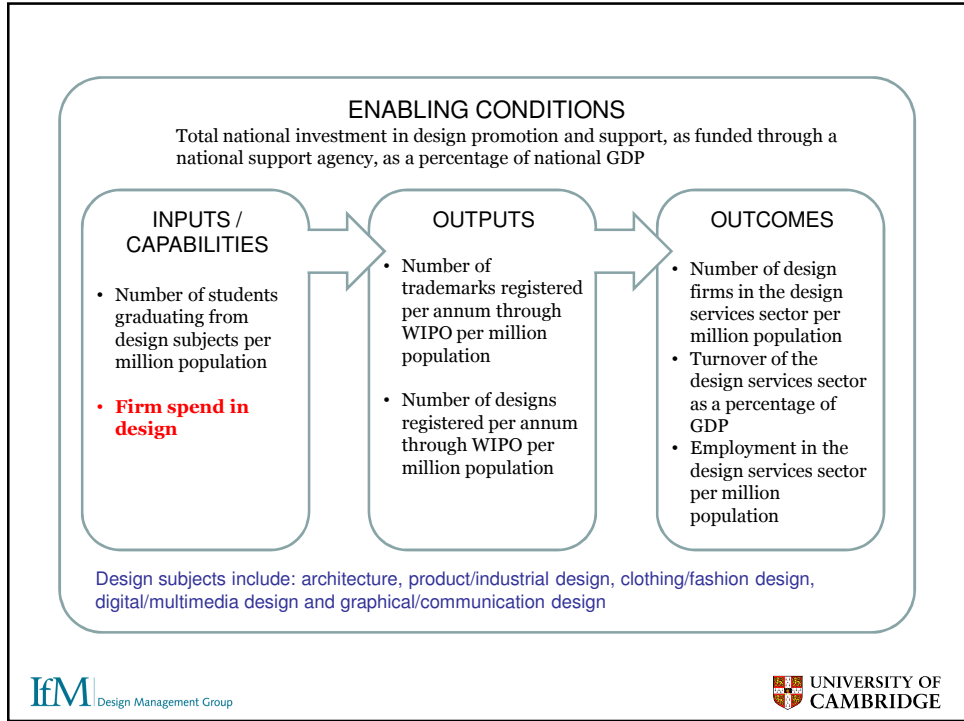 ENABLING CONDITIONS
Total national investment in design promotion and support, as funded through a
national support agency, as a percentage of national GDP
INPUTS /
CAPABILITIES
• Number of students
graduating from
design subjects per
million population
• Firm spend in
design
OUTPUTS
• Number of
trademarks registered
per annum through
WIPO per million
population
• Number of designs
registered per annum
through WIPO per
million population
OUTCOMES
• Number of design
firms in the design
services sector per
million population
• Turnover of the
design services sector
as a percentage of
GDP
• Employment in the
design services sector
per million
population
Design subjects include: architecture, product/industrial design, clothing/fashion design,
digital/multimedia design and graphical/communication design
IfM Design Management Group
UNIVERSITY OF
CAMBRIDGE